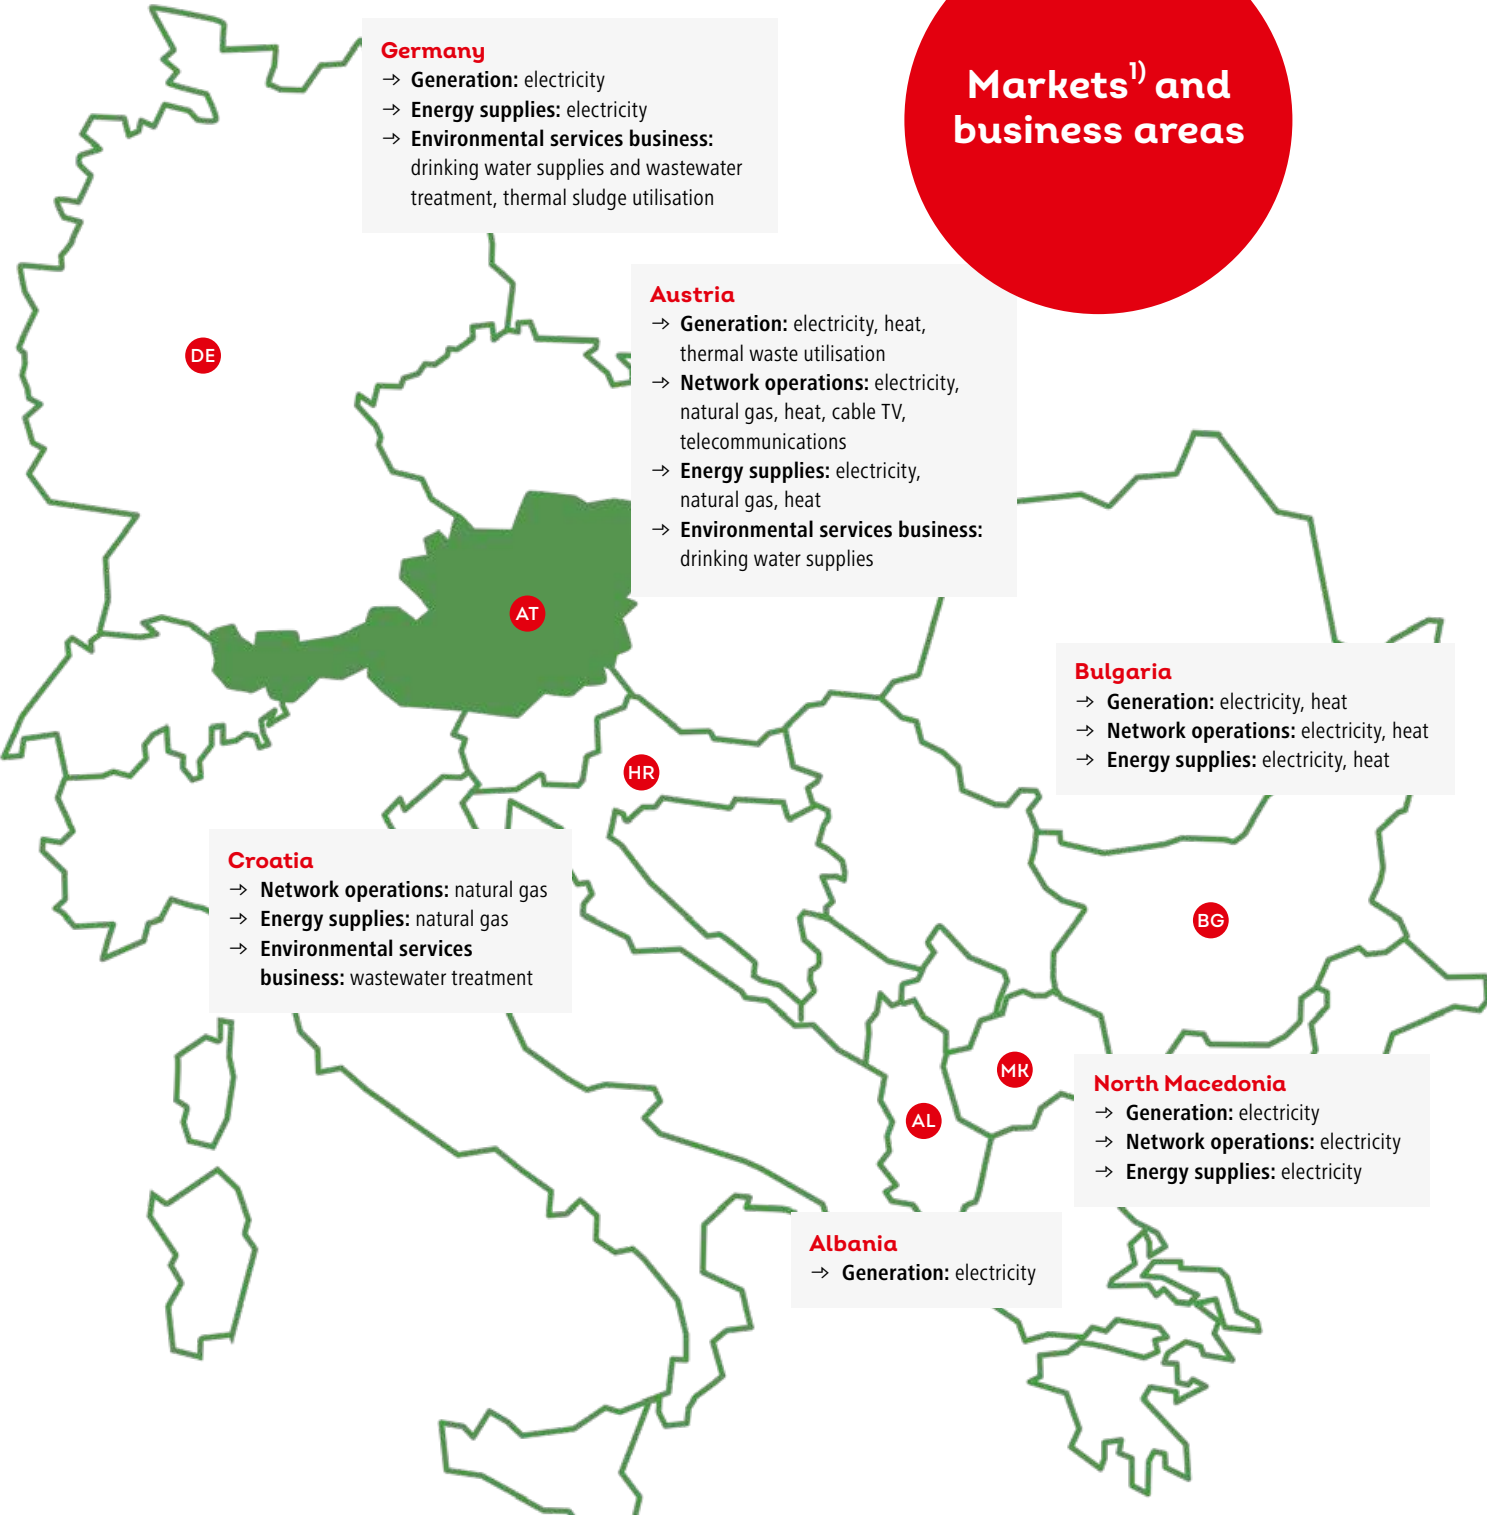 Markets1) and
business areas
Germany
→ Generation: electricity
→ Energy supplies: electricity
→ Environmental services business:
drinking water supplies and wastewater
treatment, thermal sludge utilisation
Austria
→ Generation: electricity, heat,
thermal waste utilisation
→ Network operations: electricity,
natural gas, heat, cable TV,
telecommunications
→ Energy supplies: electricity,
natural gas, heat
→ Environmental services business:
drinking water supplies
DE
AT
Bulgaria
→ Generation: electricity, heat
→ Network operations: electricity, heat
→ Energy supplies: electricity, heat
HR
Croatia
→ Network operations: natural gas
→ Energy supplies: natural gas
→ Environmental services
business: wastewater treatment
BG
MK
AL
North Macedonia
→ Generation: electricity
→ Network operations: electricity
→ Energy supplies: electricity
Albania
→ Generation: electricity